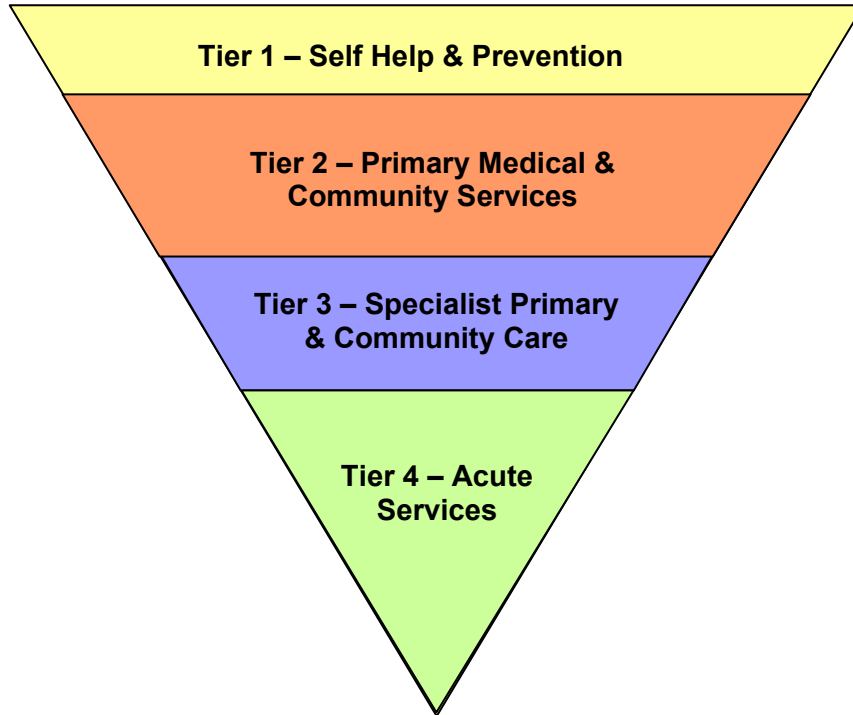 Tier 1 – Self Help & Prevention
Tier 2 – Primary Medical &
Community Services
Tier 3 – Specialist Primary
& Community Care
Tier 4 – Acute
Services